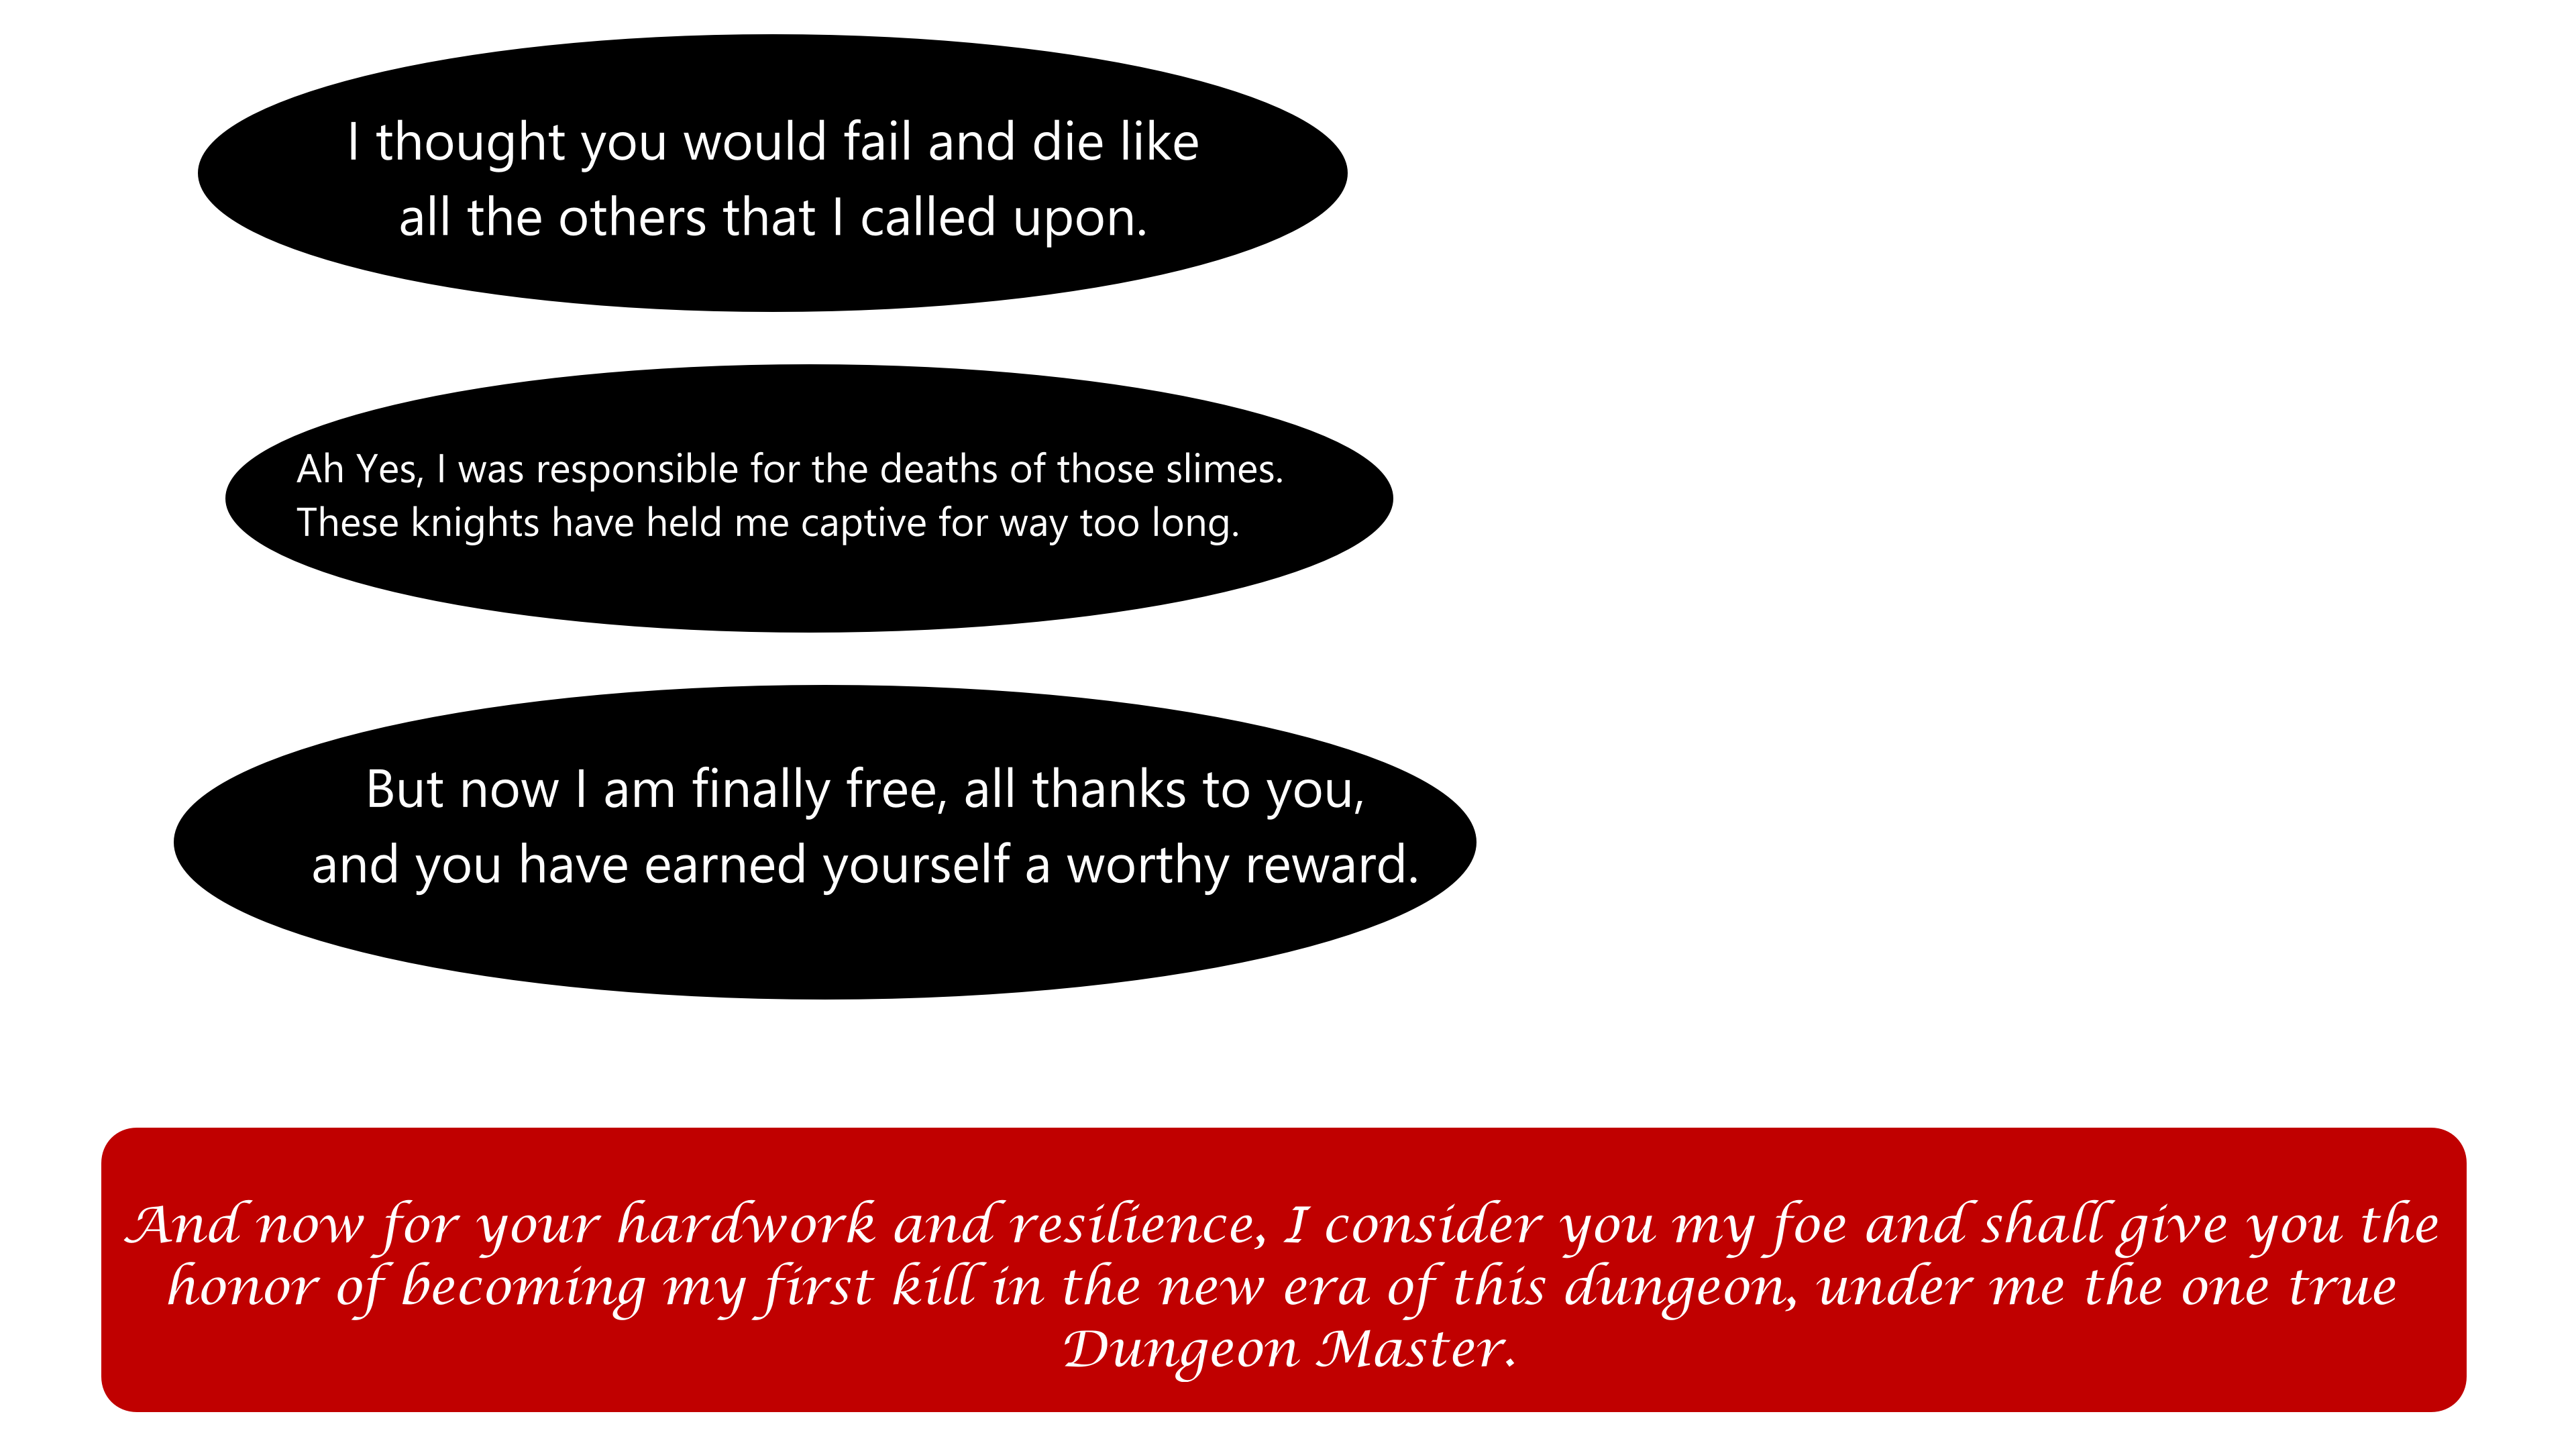 I thought you would fail and die like
all the others that I called upon.
Ah Yes, I was responsible for the deaths of those slimes.
These knights have held me captive for way too long.
But now I am finally free, all thanks to you,
and you have earned yourself a worthy reward.
And now for your hardwork and resilience, I consider you my foe and shall give you the
honor of becoming my first kill in the new era of this dungeon, under me the one true
Dungeon Master.